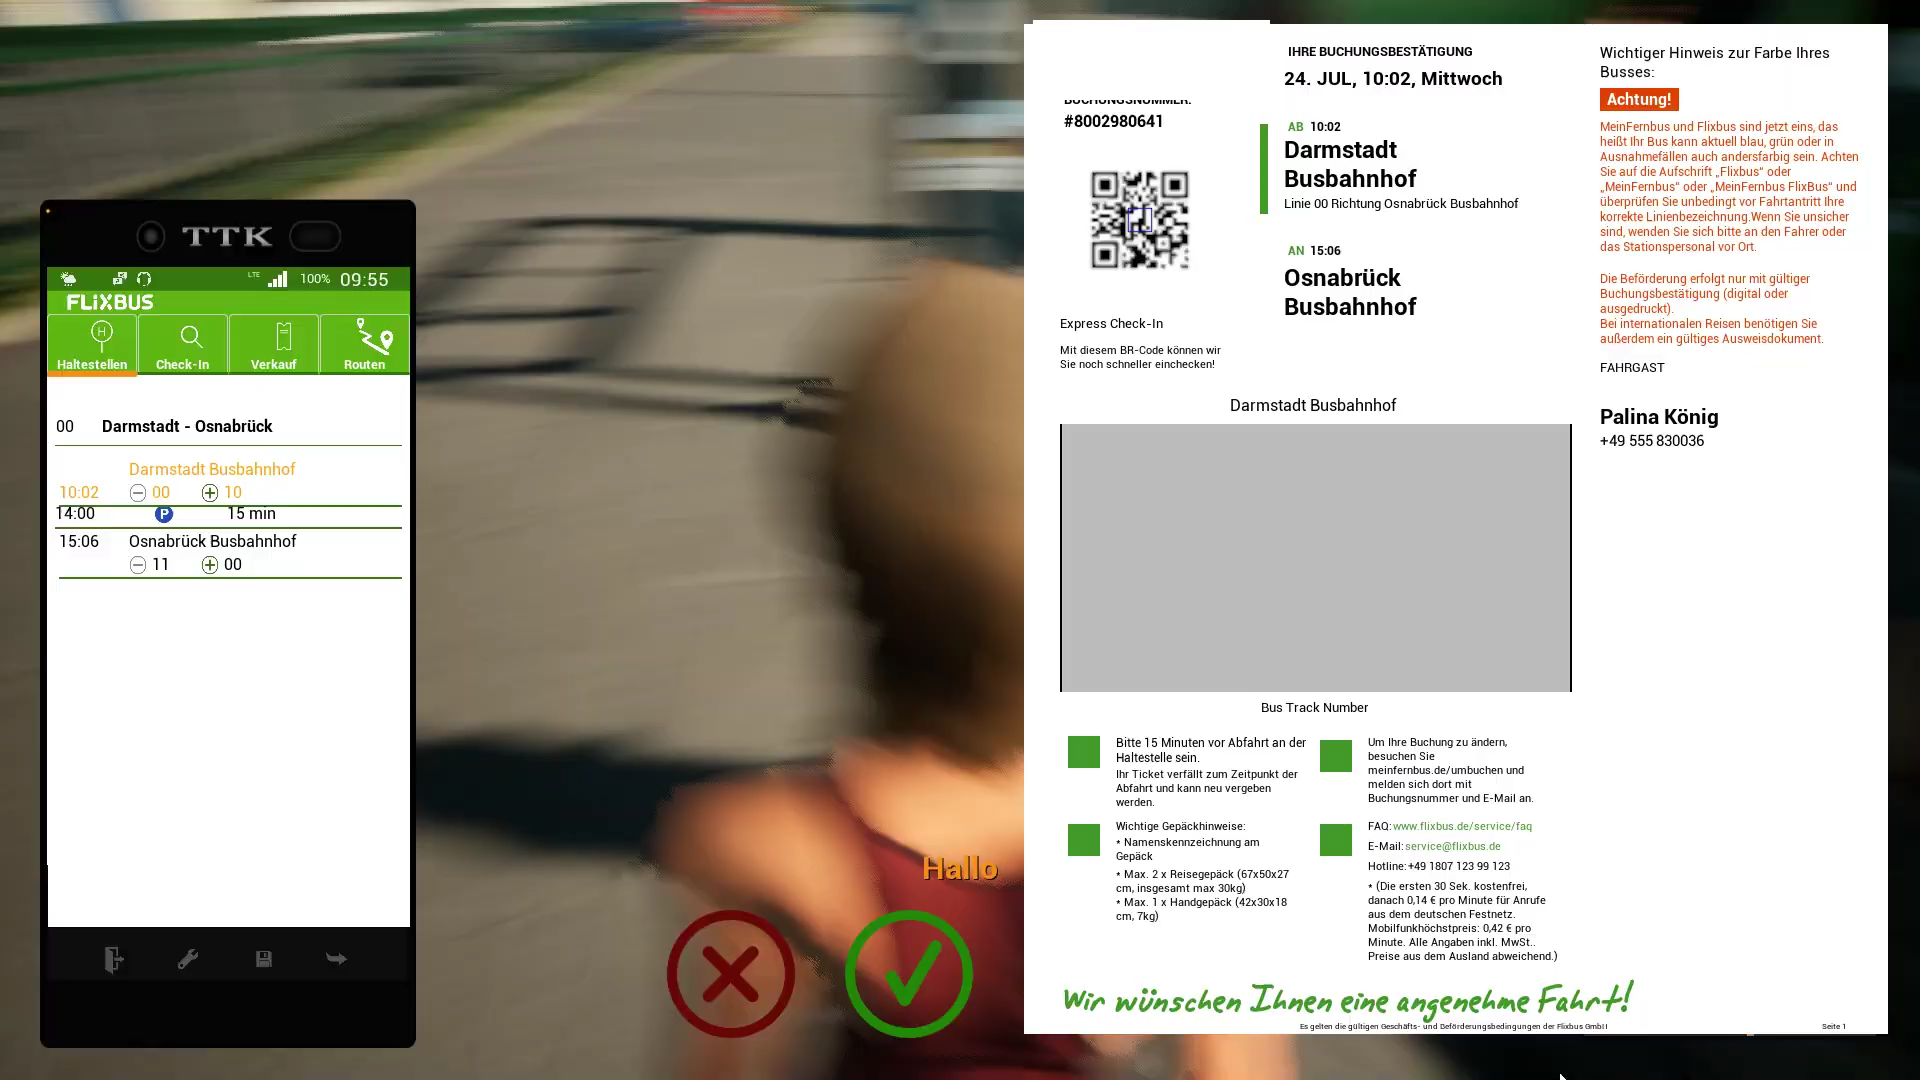 TTK
LTE 100% 09:55
FLiXBUS
H
Haltestellen
Check-In
Verkauf
Routen
00 Darmstadt - Osnabrück
Darmstadt Busbahnhof
10:02 00 10
14:00 P 15 min
15:06 Osnabrück Busbahnhof
11 00
Hallo
BUCHUNGSNUMMER:
#8002980641
Express Check-In
Mit diesem BR-Code können wir
Sie noch schneller einchecken!
IHRE BUCHUNGSBESTÄTIGUNG
24. JUL, 10:02, Mittwoch
AB 10:02
Darmstadt
Busbahnhof
Linie 00 Richtung Osnabrück Busbahnhof
AN 15:06
Osnabrück
Busbahnhof
Wichtiger Hinweis zur Farbe Ihres
Busses:
Achtung!
MeinFernbus und Flixbus sind jetzt eins, das
heißt Ihr Bus kann aktuell blau, grün oder in
Ausnahmefällen auch andersfarbig sein. Achten
Sie auf die Aufschrift „Flixbus“ oder
„MeinFernbus“ oder „MeinFernbus FlixBus“ und
überprüfen Sie unbedingt vor Fahrtantritt Ihre
korrekte Linienbezeichnung.Wenn Sie unsicher
sind, wenden Sie sich bitte an den Fahrer oder
das Stationspersonal vor Ort.
Die Beförderung erfolgt nur mit gültiger
Buchungsbestätigung (digital oder
ausgedruckt).
Bei internationalen Reisen benötigen Sie
außerdem ein gültiges Ausweisdokument.
FAHRGAST
Palina König
+49 555 830036
Darmstadt Busbahnhof
Bus Track Number
Bitte 15 Minuten vor Abfahrt an der
Haltestelle sein.
Ihr Ticket verfällt zum Zeitpunkt der
Abfahrt und kann neu vergeben
werden.
Wichtige Gepäckhinweise:
* Namenskennzeichnung am
Gepäck
* Max. 2 x Reisegepäck (67x50x27
cm, insgesamt max 30kg)
* Max. 1 x Handgepäck (42x30x18
cm, 7kg)
Um Ihre Buchung zu ändern,
besuchen Sie
meinfernbus.de/umbuchen und
melden sich dort mit
Buchungsnummer und E-Mail an.
FAQ: www.flixbus.de/service/faq
E-Mail: service@flixbus.de
Hotline: +49 1807 123 99 123
* (Die ersten 30 Sek. kostenfrei,
danach 0,14 € pro Minute für Anrufe
aus dem deutschen Festnetz.
Mobilfunkhöchstpreis: 0,42 € pro
Minute. Alle Angaben inkl. MwSt..
Preise aus dem Ausland abweichend.)
Wir wünschen Ihnen eine angenehme Fahrt!
Es gelten die gültigen Geschäfts- und Beförderungsbedingungen der Flixbus GmbH
Seite 1